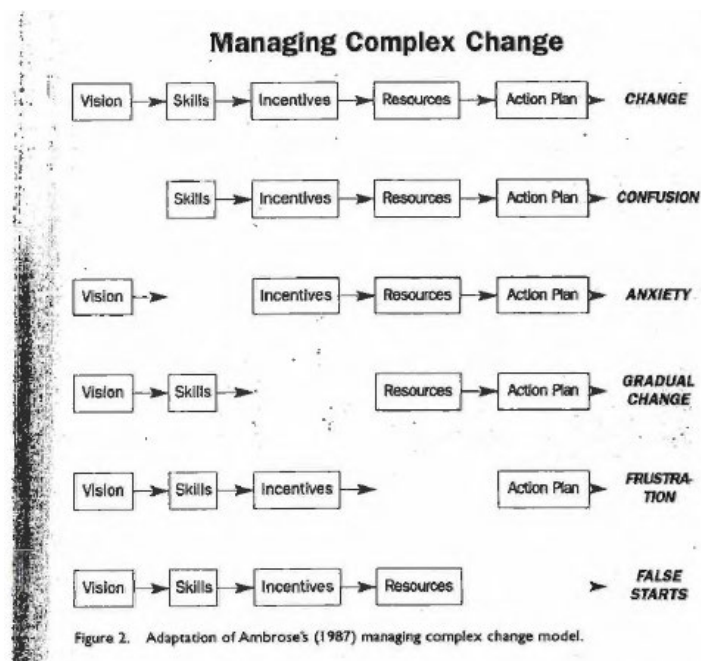 Managing Complex Change
Vision Skills Incentives Resources Action Plan CHANGE
Skills Incentives Resources Action Plan CONFUSION
Vision Incentives Resources Action Plan ANXIETY
Vision Skills Resources Action Plan GRADUAL
CHANGE
Vision Skills Incentives Action Plan FRUSTRA-
TION
Vision Skills Incentives Resources FALSE
STARTS
Figure 2. Adaptation of Ambrose's (1987) managing complex change model.